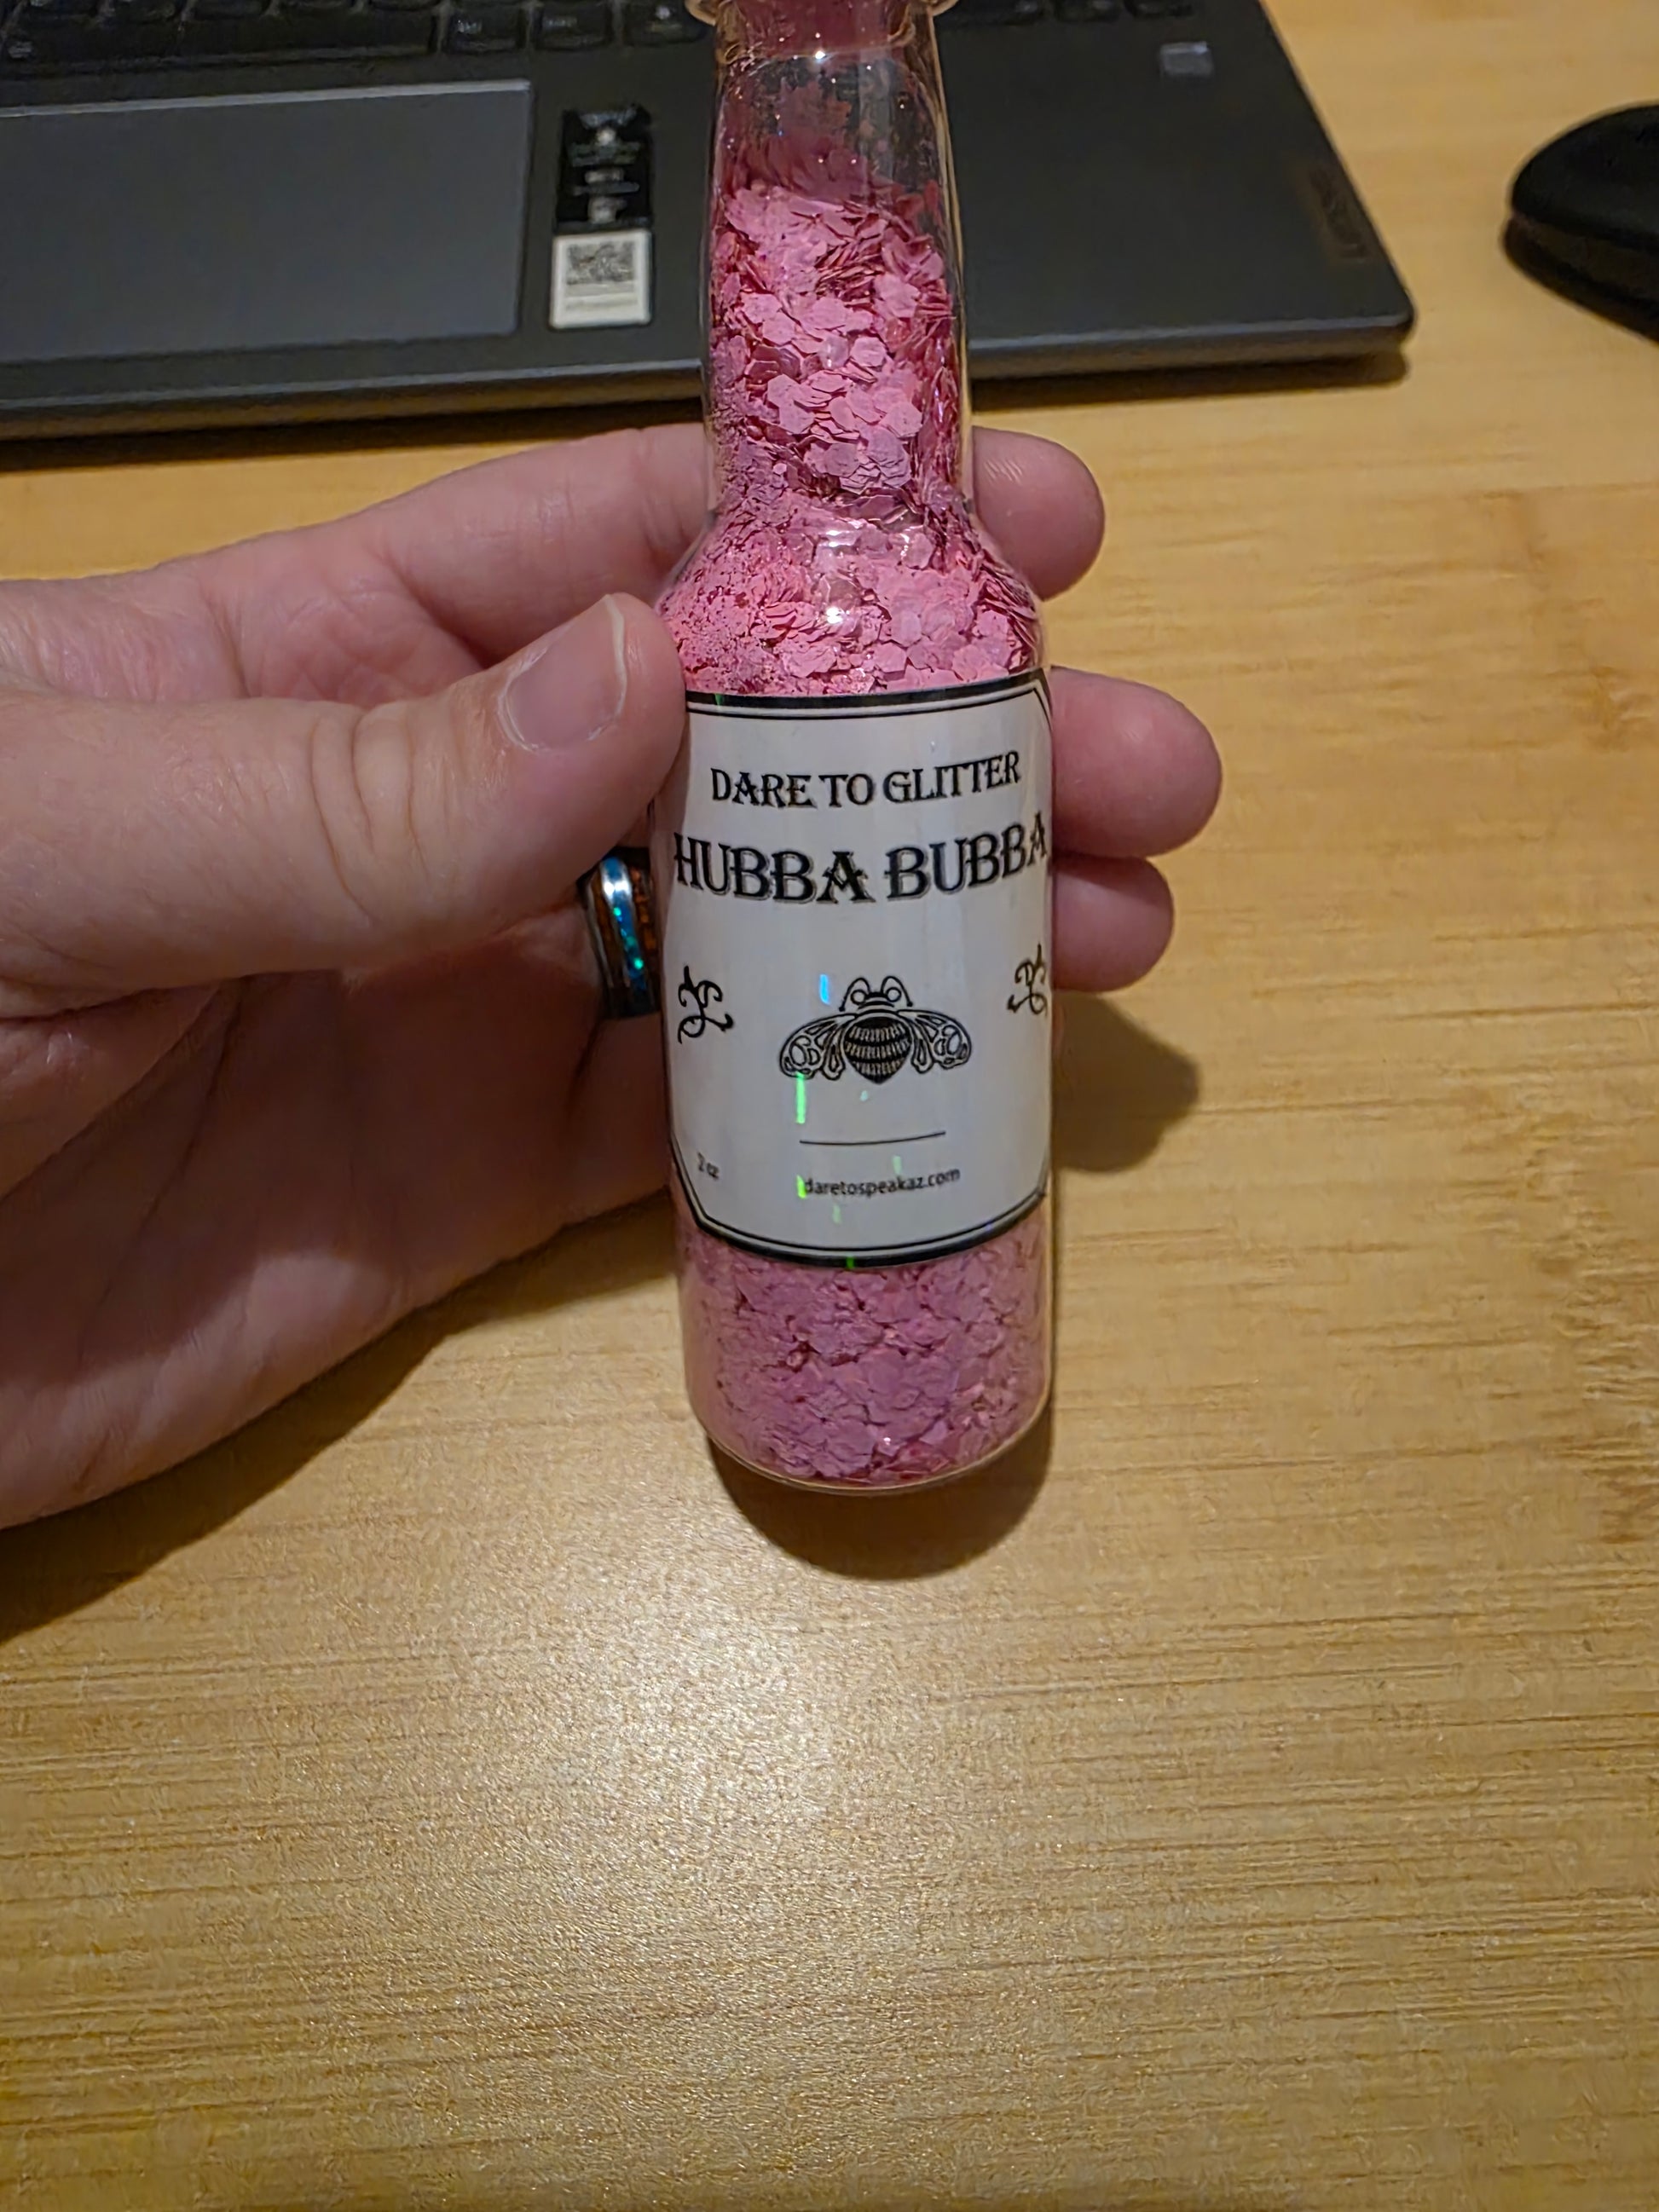 DARE TO GLITTER
HUBBA BUBBA
2 oz
daretospeakaz.com